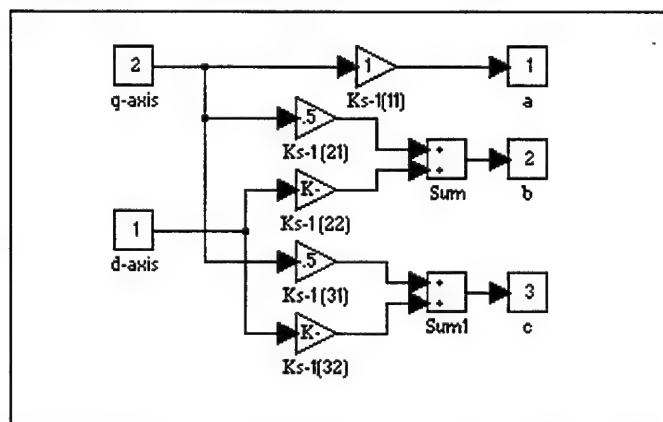 2
q-axis
1
Ks-1(11)
1
a
.5
Ks-1(21)
+
+
Sum
2
b
K-
Ks-1(22)
1
d-axis
.5
Ks-1(31)
+
+
Sum1
3
c
K-
Ks-1(32)